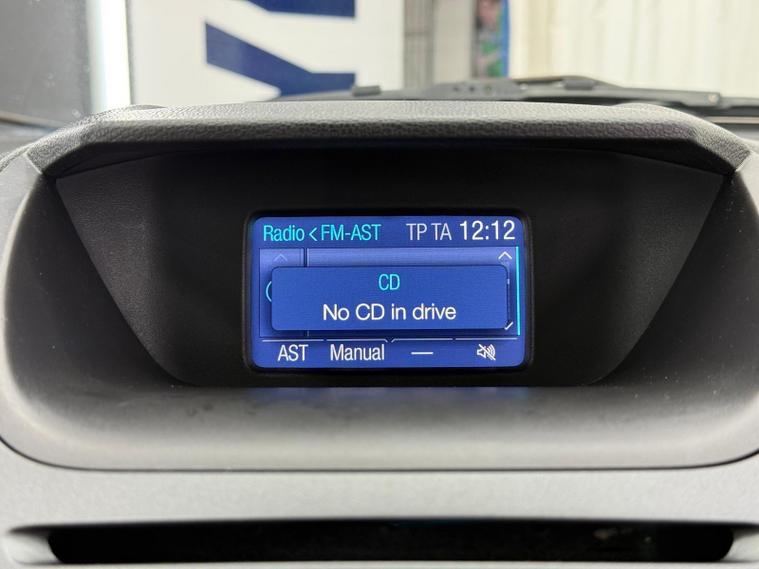 Radio < FM-AST TP TA 12:12
CD
No CD in drive
AST Manual —